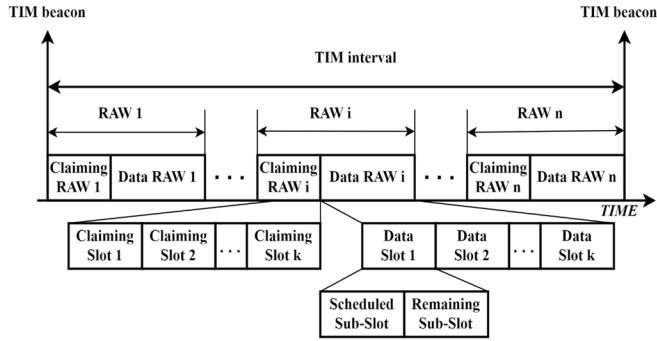 TIM beacon
TIM beacon
TIM interval
RAW 1
RAW i
RAW n
Claiming
RAW 1
Data RAW 1
. . .
Claiming
RAW i
Data RAW i
. . .
Claiming
RAW n
Data RAW n
TIME
Claiming
Slot 1
Claiming
Slot 2
. . .
Claiming
Slot k
Data
Slot 1
Data
Slot 2
. . .
Data
Slot k
Scheduled
Sub-Slot
Remaining
Sub-Slot